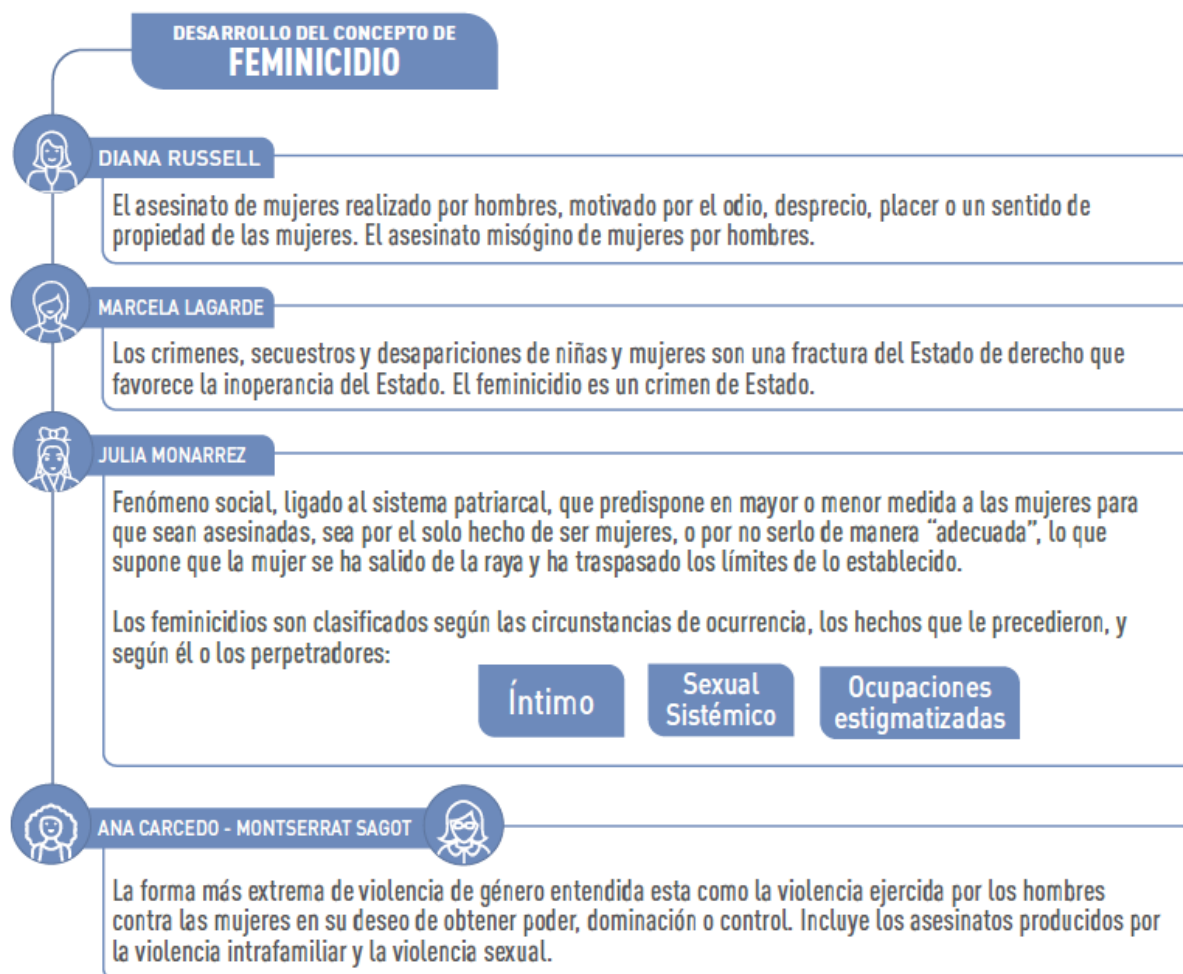 DESARROLLO DEL CONCEPTO DE
FEMINICIDIO
DIANA RUSSELL
El asesinato de mujeres realizado por hombres, motivado por el odio, desprecio, placer o un sentido de
propiedad de las mujeres. El asesinato misógino de mujeres por hombres.
MARCELA LAGARDE
Los crimenes, secuestros y desapariciones de niñas y mujeres son una fractura del Estado de derecho que
favorece la inoperancia del Estado. El feminicidio es un crimen de Estado.
JULIA MONARREZ
Fenómeno social, ligado al sistema patriarcal, que predispone en mayor o menor medida a las mujeres para
que sean asesinadas, sea por el solo hecho de ser mujeres, o por no serlo de manera “adecuada”, lo que
supone que la mujer se ha salido de la raya y ha traspasado los límites de lo establecido.
Los feminicidios son clasificados según las circunstancias de ocurrencia, los hechos que le precedieron, y
según él o los perpetradores:
Íntimo
Sexual
Sistémico
Ocupaciones
estigmatizadas
ANA CARCEDO - MONTSERRAT SAGOT
La forma más extrema de violencia de género entendida esta como la violencia ejercida por los hombres
contra las mujeres en su deseo de obtener poder, dominación o control. Incluye los asesinatos producidos por
la violencia intrafamiliar y la violencia sexual.